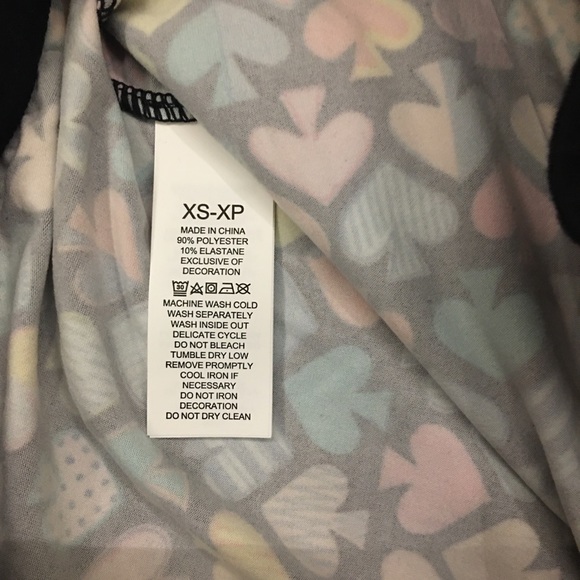 XS-XP
MADE IN CHINA
90% POLYESTER
10% ELASTANE
EXCLUSIVE OF
DECORATION
30
MACHINE WASH COLD
WASH SEPARATELY
WASH INSIDE OUT
DELICATE CYCLE
DO NOT BLEACH
TUMBLE DRY LOW
REMOVE PROMPTLY
COOL IRON IF
NECESSARY
DO NOT IRON
DECORATION
DO NOT DRY CLEAN